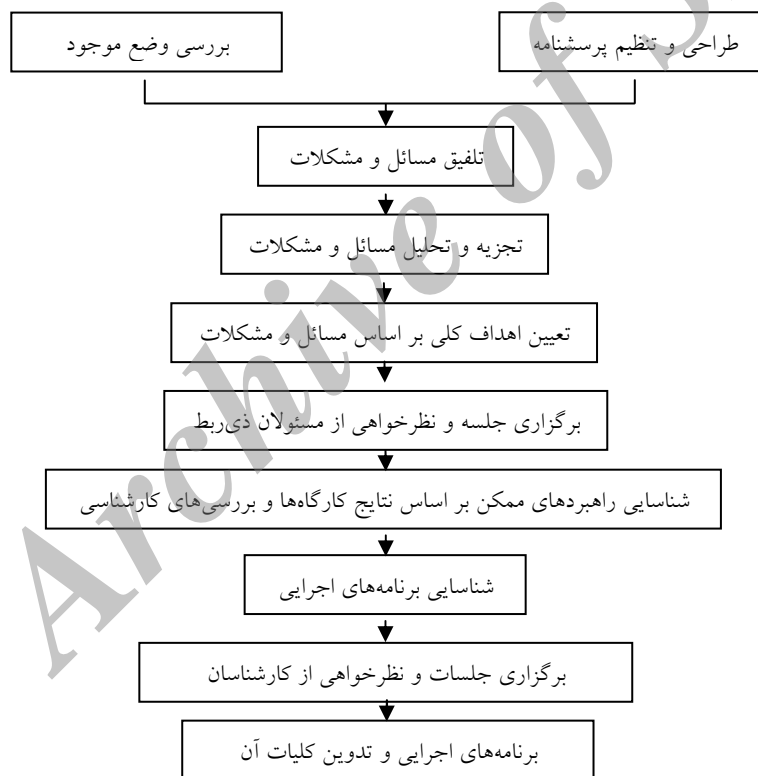 طراحی و تنظیم پرسشنامه
بررسی وضع موجود
تلفیق مسائل و مشکلات
تجزیه و تحلیل مسائل و مشکلات
تعیین اهداف کلی بر اساس مسائل و مشکلات
برگزاری جلسه و نظرخواهی از مسئولان ذی‌ربط
شناسایی راهبردهای ممکن بر اساس نتایج کارگاه‌ها و بررسی‌های کارشناسی
شناسایی برنامه‌های اجرایی
برگزاری جلسات و نظرخواهی از کارشناسان
برنامه‌های اجرایی و تدوین کلیات آن
Archive of S